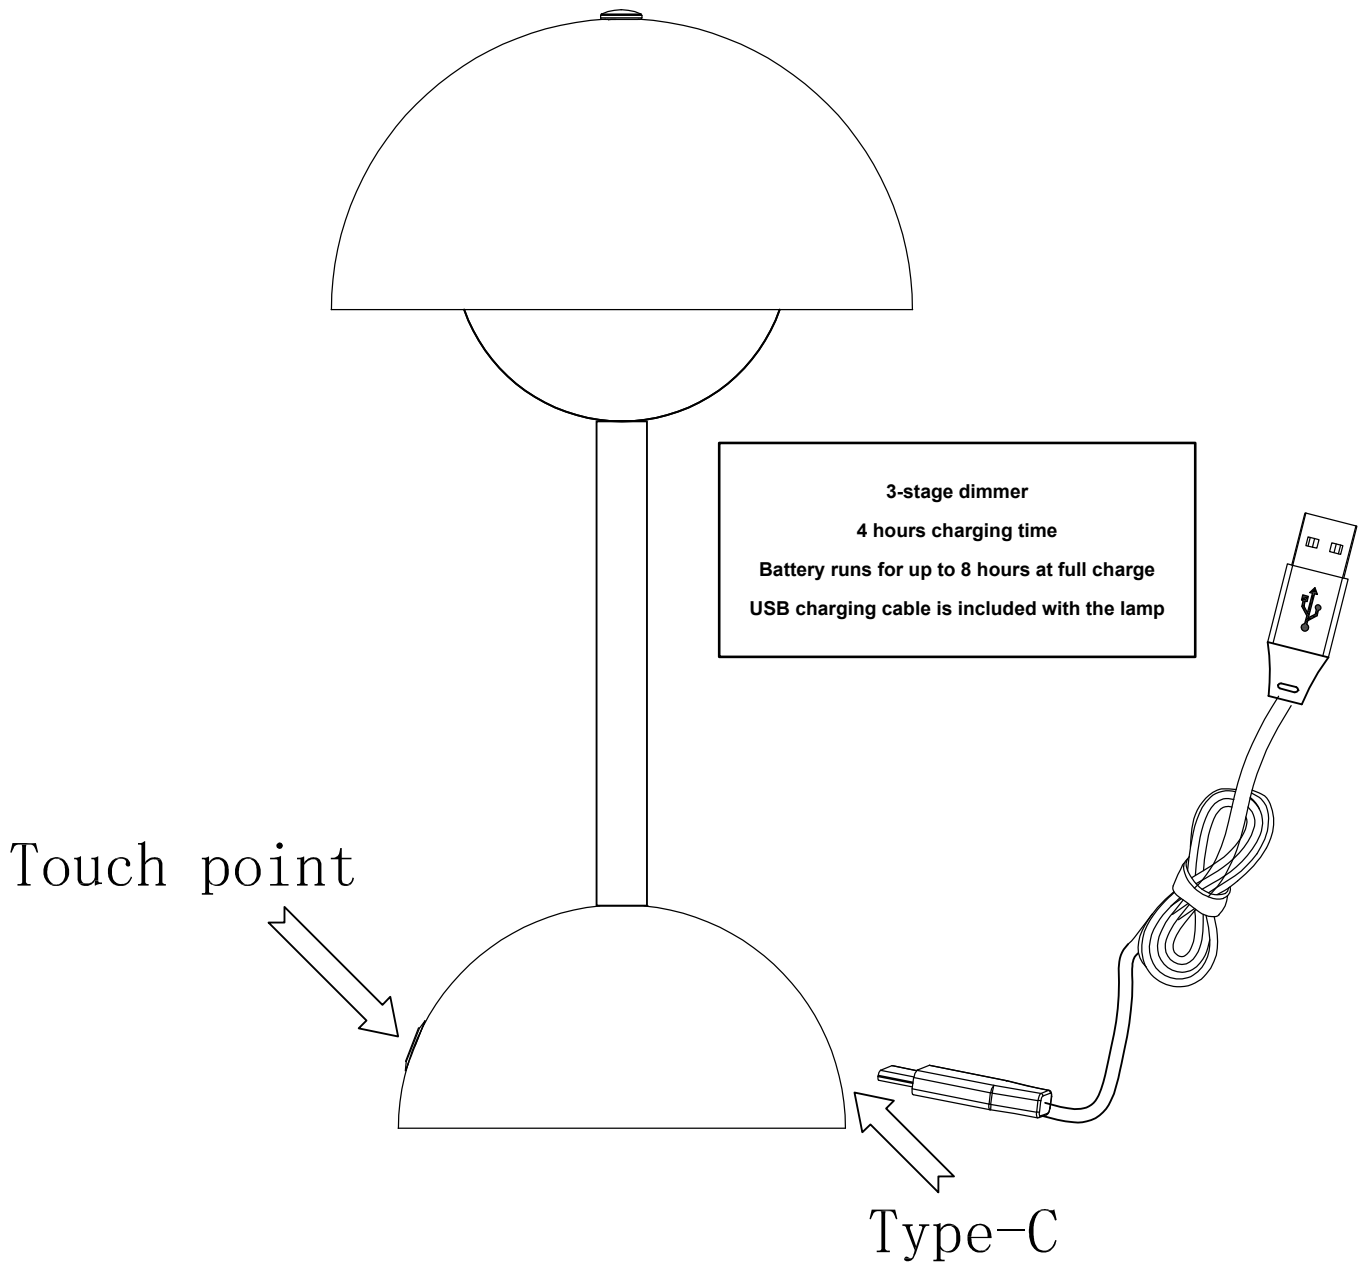 3-stage dimmer
4 hours charging time
Battery runs for up to 8 hours at full charge
USB charging cable is included with the lamp
Touch point
Type-C